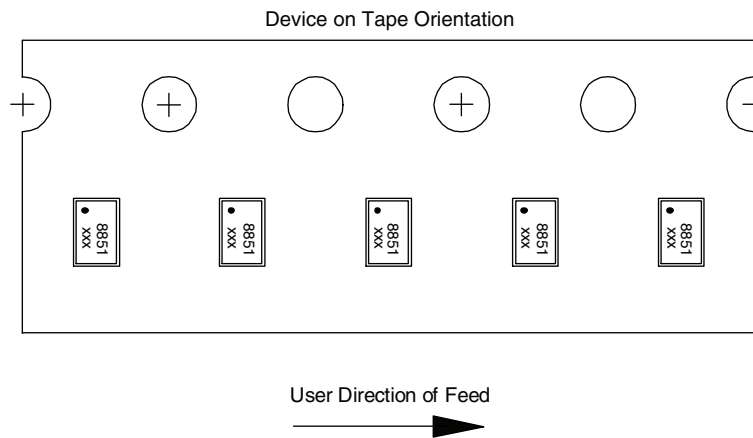 Device on Tape Orientation
8851
xxx
8851
xxx
8851
xxx
8851
xxx
8851
xxx
User Direction of Feed